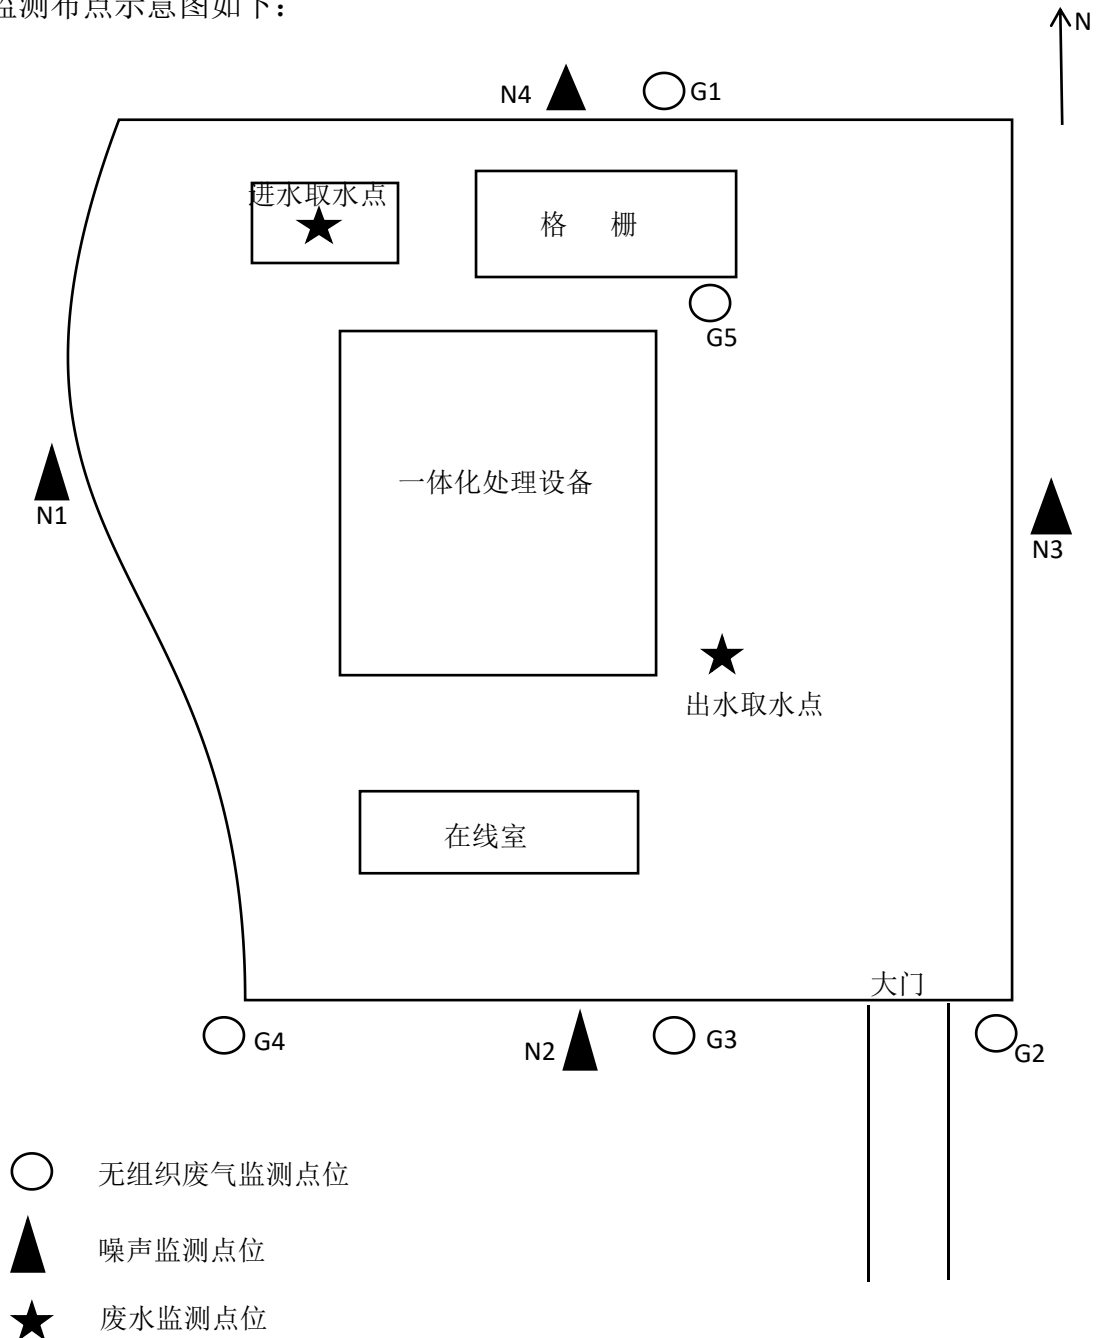 监测布点示意图如下：
N
N4
G1
进水取水点
格 栅
G5
一体化处理设备
N1
N3
出水取水点
在线室
大门
G4
N2
G3
G2
无组织废气监测点位
噪声监测点位
废水监测点位